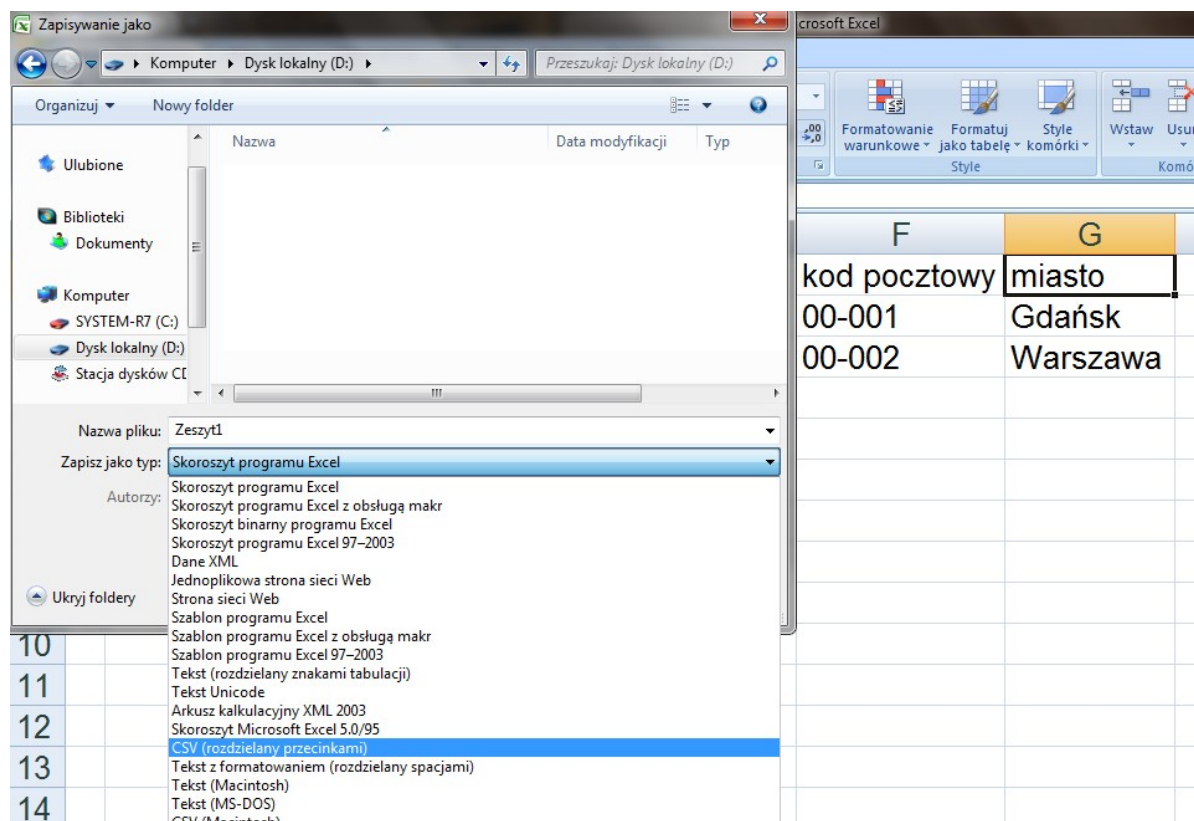 Zapisywanie jako
crosoft Excel
Komputer Dysk lokalny (D:)
Przeszukaj: Dysk lokalny (D:)
Organizuj Nowy folder
Nazwa Data modyfikacji Typ
Ulubione
Biblioteki
Dokumenty
Komputer
SYSTEM-R7 (C:)
Dysk lokalny (D:)
Stacja dysków CD
Nazwa pliku: Zeszyt1
Zapisz jako typ: Skoroszyt programu Excel
Autorzy:
Skoroszyt programu Excel
Skoroszyt programu Excel z obsługą makr
Skoroszyt binarny programu Excel
Skoroszyt programu Excel 97–2003
Dane XML
Jednoplikowa strona sieci Web
Strona sieci Web
Szablon programu Excel
Szablon programu Excel z obsługą makr
Szablon programu Excel 97–2003
Tekst (rozdzielany znakami tabulacji)
Tekst Unicode
Arkusz kalkulacyjny XML 2003
Skoroszyt Microsoft Excel 5.0/95
CSV (rozdzielany przecinkami)
Tekst z formatowaniem (rozdzielany spacjami)
Tekst (Macintosh)
Tekst (MS-DOS)
CSV (Macintosh)
Ukryj foldery
,00
,0
Formatowanie warunkowe
Formatuj jako tabelę
Style komórki
Wstaw Usu
Style Komó
F G
kod pocztowy miasto
00-001 Gdańsk
00-002 Warszawa
10
11
12
13
14